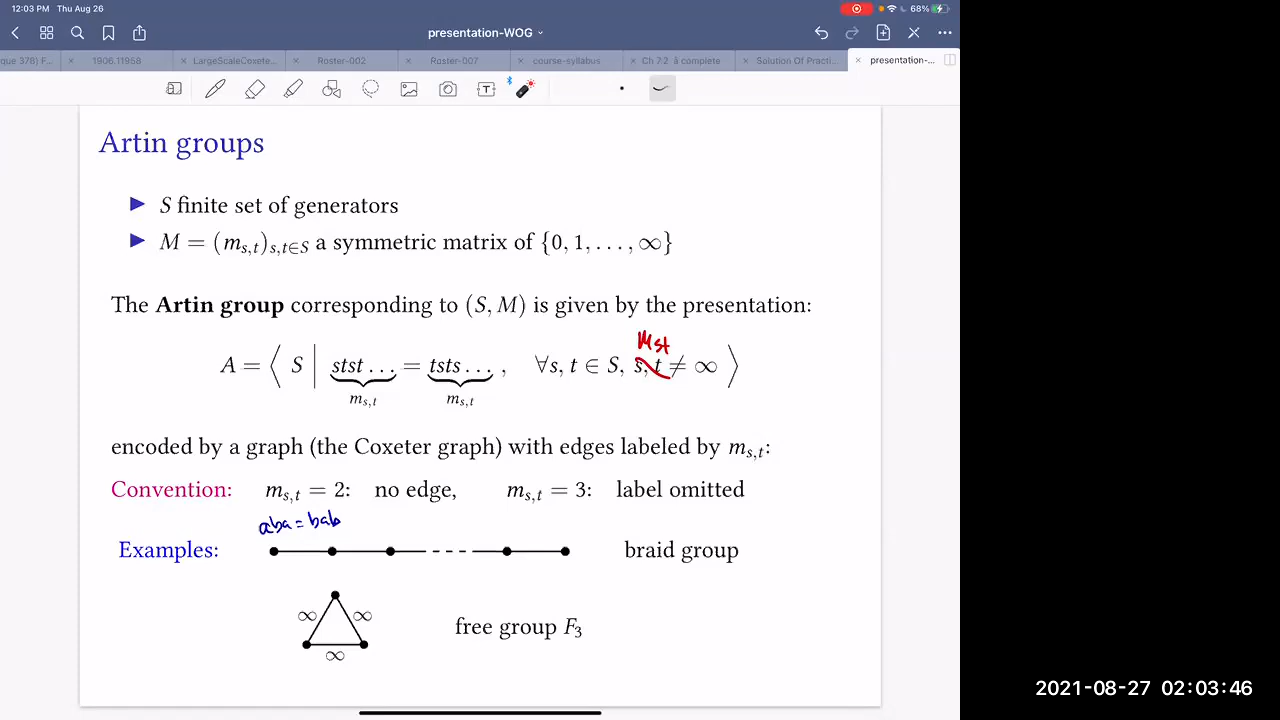 12:03 PM Thu Aug 26
68%
presentation-WOG
que 378) F...
1906.11958
LargeScaleCoxete...
Roster-002
Roster-007
course-syllabus
Ch 7.2 à complete
Solution Of Practi...
presentation-...
Artin groups
S finite set of generators
M = (m_{s,t})_{s,t∈S} a symmetric matrix of {0, 1, . . . , ∞}
The Artin group corresponding to (S, M) is given by the presentation:
M_{st}
A = ⟨ S | stst . . . = tsts . . . , ∀s, t ∈ S, s, t ≠ ∞ ⟩
m_{s,t} m_{s,t}
encoded by a graph (the Coxeter graph) with edges labeled by m_{s,t}:
Convention: m_{s,t} = 2: no edge, m_{s,t} = 3: label omitted
aba = bab
Examples: braid group
∞ ∞
free group F_3
∞
2021-08-27 02:03:46